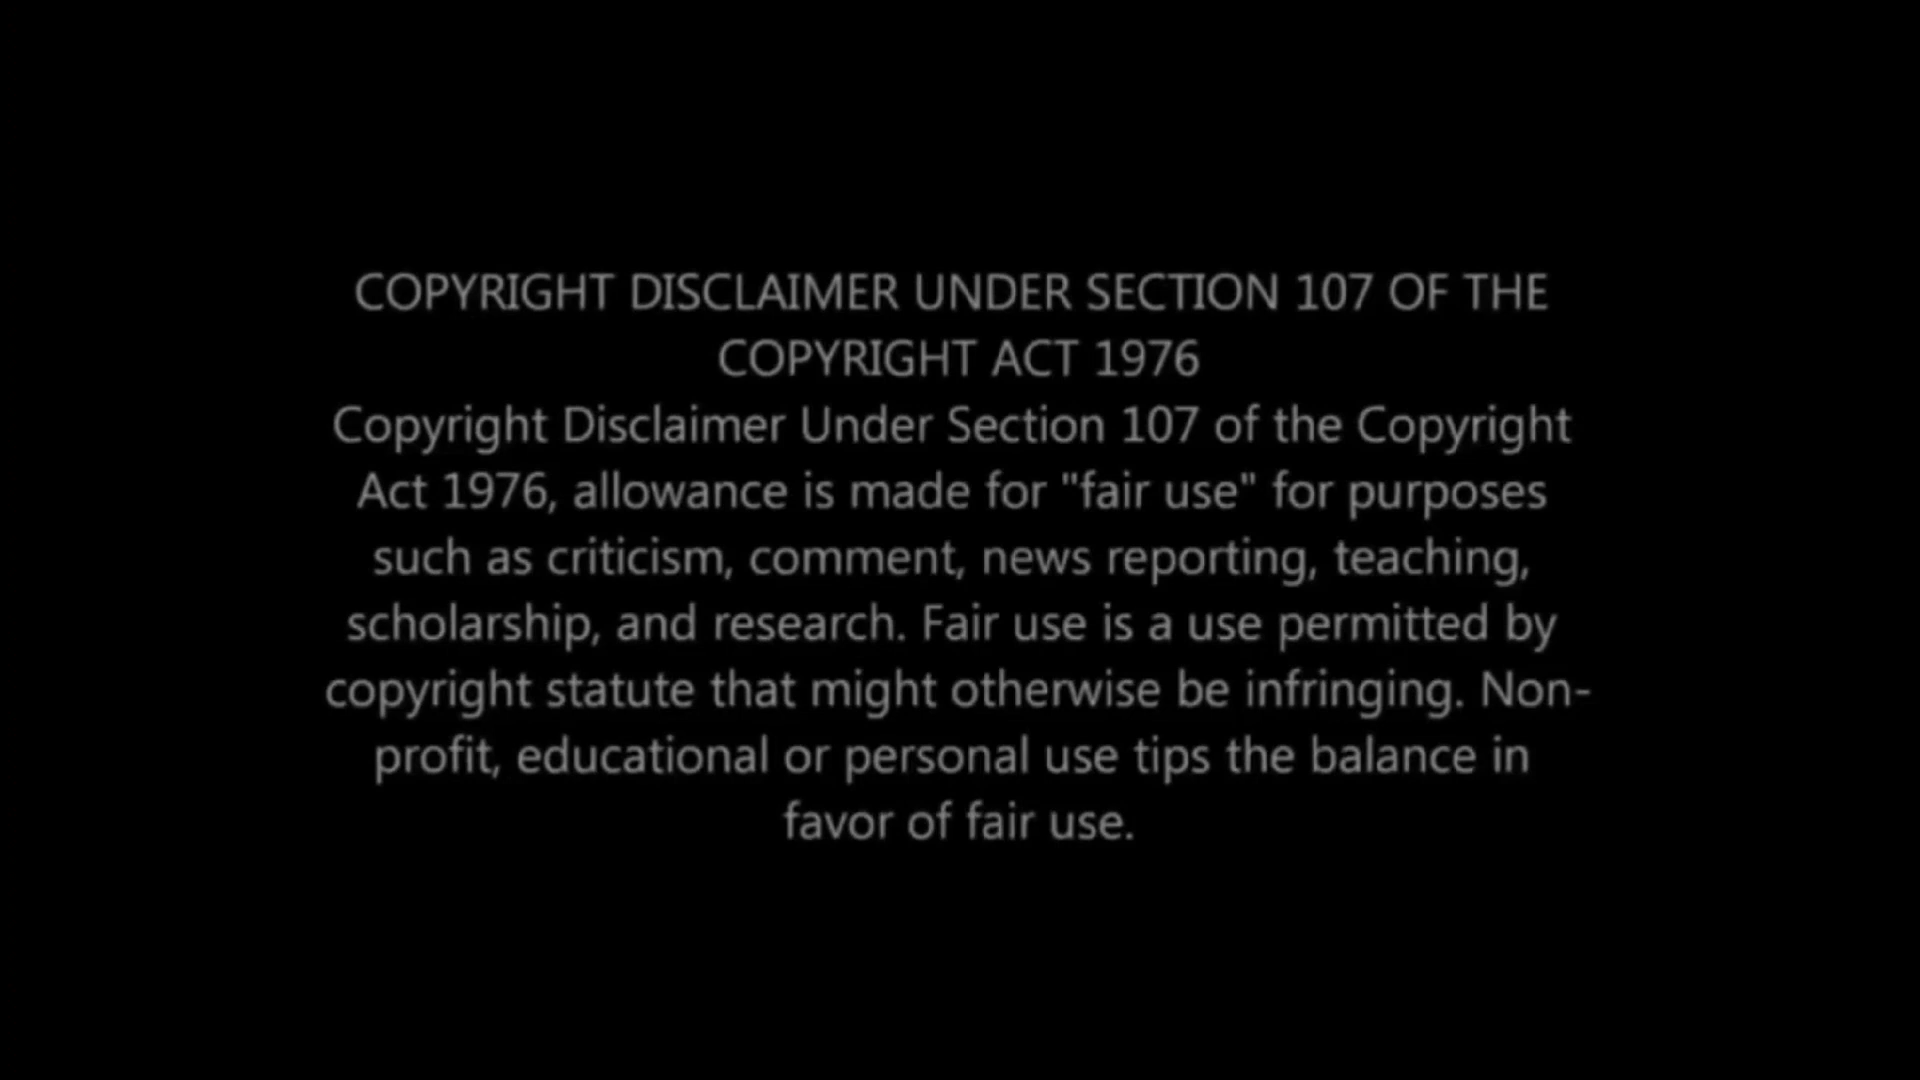 COPYRIGHT DISCLAIMER UNDER SECTION 107 OF THE
COPYRIGHT ACT 1976
Copyright Disclaimer Under Section 107 of the Copyright
Act 1976, allowance is made for "fair use" for purposes
such as criticism, comment, news reporting, teaching,
scholarship, and research. Fair use is a use permitted by
copyright statute that might otherwise be infringing. Non-
profit, educational or personal use tips the balance in
favor of fair use.